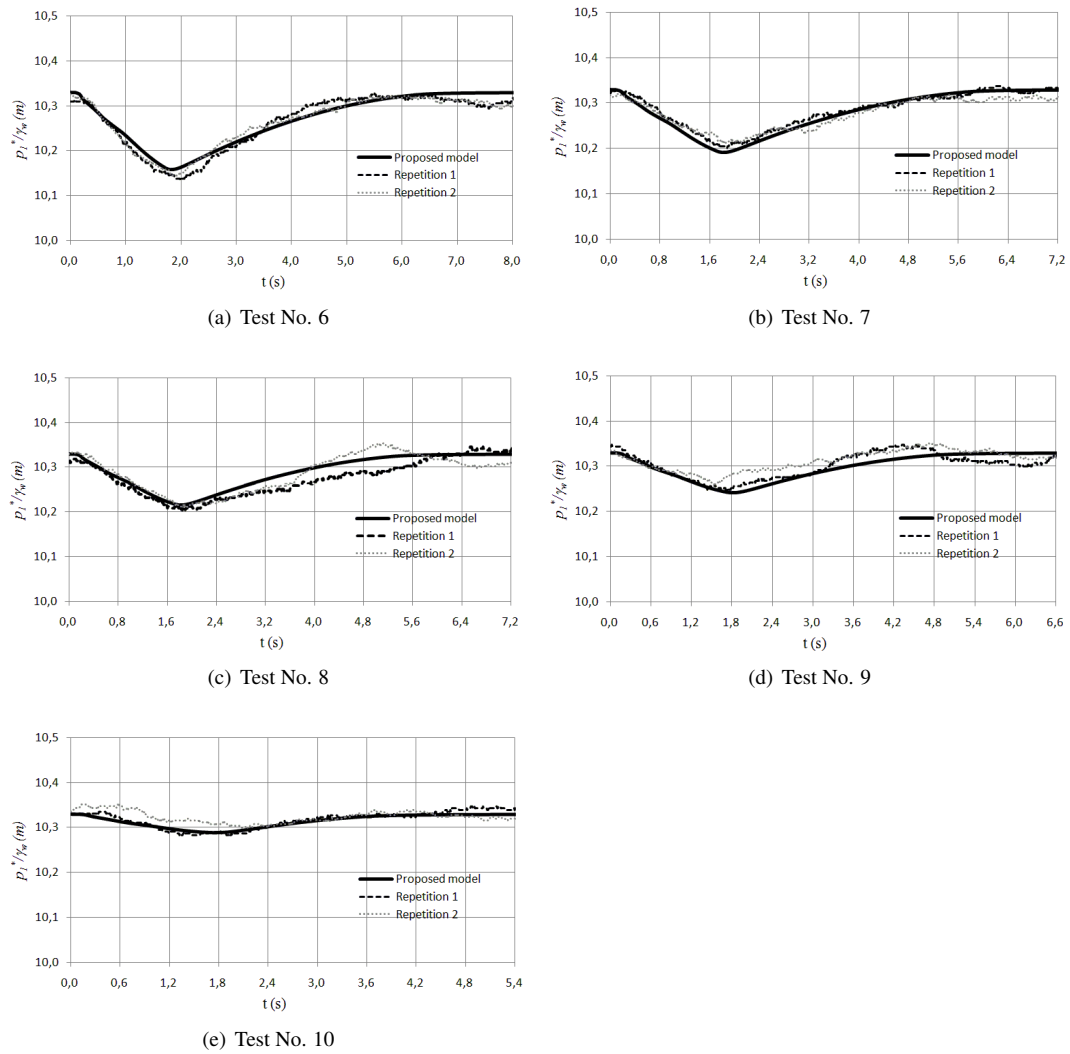 10,5
10,4
10,3
10,2
10,1
10,0
p₁*/γw (m)
Proposed model
Repetition 1
Repetition 2
0,0 1,0 2,0 3,0 4,0 5,0 6,0 7,0 8,0
t (s)
(a) Test No. 6
10,5
10,4
10,3
10,2
10,1
10,0
p₁*/γw (m)
Proposed model
Repetition 1
Repetition 2
0,0 0,8 1,6 2,4 3,2 4,0 4,8 5,6 6,4 7,2
t (s)
(b) Test No. 7
10,5
10,4
10,3
10,2
10,1
10,0
p₁*/γw (m)
Proposed model
Repetition 1
Repetition 2
0,0 0,8 1,6 2,4 3,2 4,0 4,8 5,6 6,4 7,2
t (s)
(c) Test No. 8
10,5
10,4
10,3
10,2
10,1
10,0
p₁*/γw (m)
Proposed model
Repetition 1
Repetition 2
0,0 0,6 1,2 1,8 2,4 3,0 3,6 4,2 4,8 5,4 6,0 6,6
t (s)
(d) Test No. 9
10,5
10,4
10,3
10,2
10,1
10,0
p₁*/γw (m)
Proposed model
Repetition 1
Repetition 2
0,0 0,6 1,2 1,8 2,4 3,0 3,6 4,2 4,8 5,4
t (s)
(e) Test No. 10